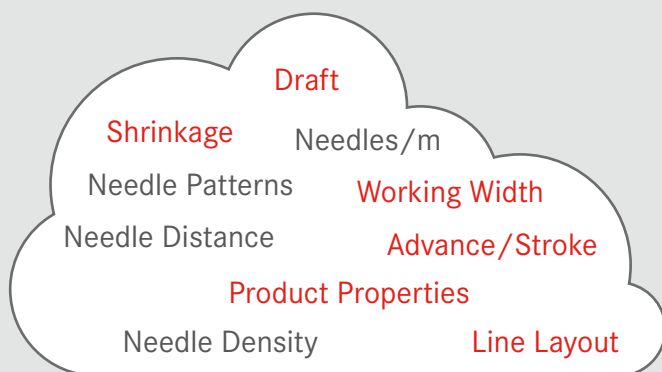 Draft
Shrinkage
Needles/m
Needle Patterns
Working Width
Needle Distance
Advance/Stroke
Product Properties
Needle Density
Line Layout